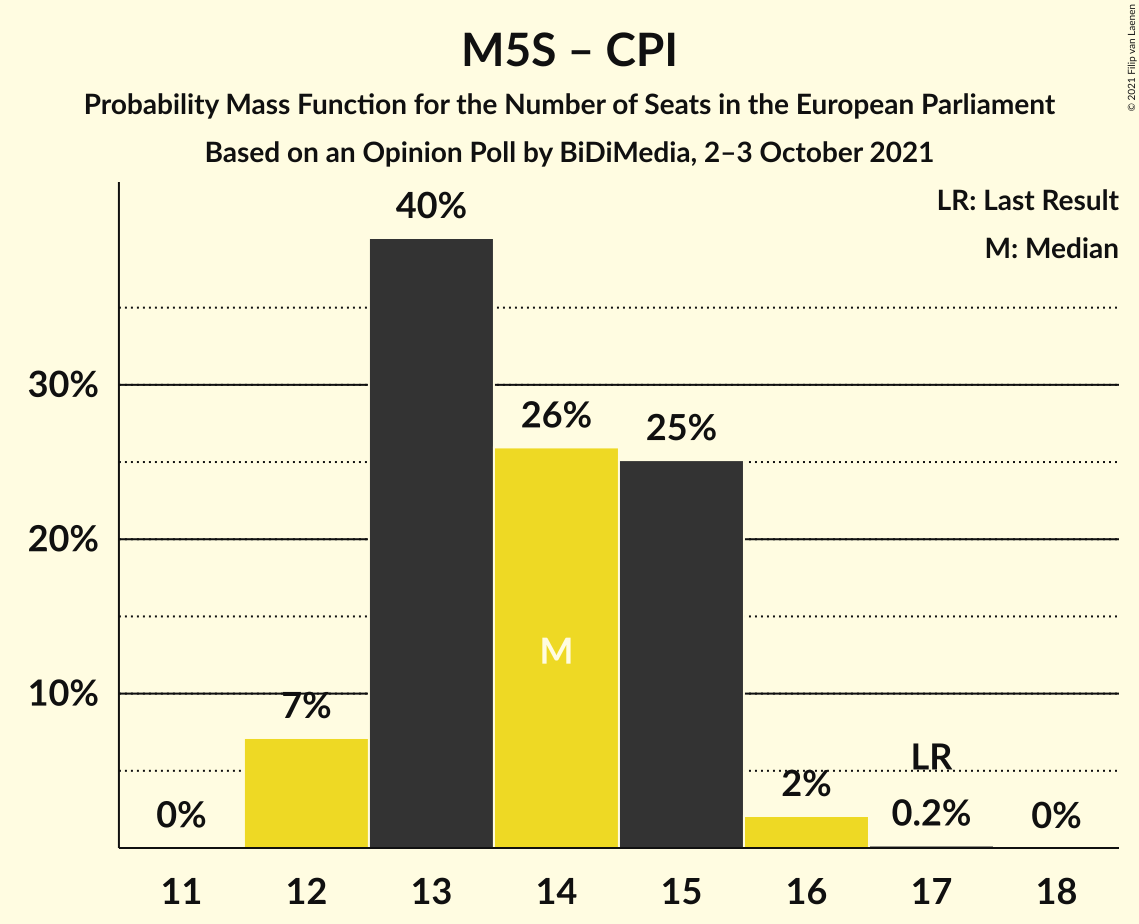 M5S – CPI
Probability Mass Function for the Number of Seats in the European Parliament
Based on an Opinion Poll by BiDiMedia, 2–3 October 2021
© 2021 Filip van Laenen
LR: Last Result
M: Median
40%
30%
26%
25%
20%
M
10%
7%
LR
0%
2%
0.2%
0%
11 12 13 14 15 16 17 18